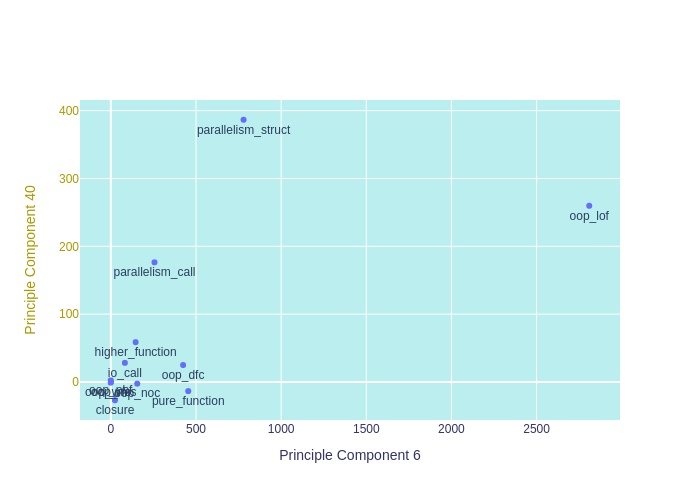 400
parallelism_struct
300
oop_lof
200
parallelism_call
100
higher_function
io_call
oop_dfc
0
oop_noc
pure_function
closure
0
500
1000
1500
2000
2500
Principle Component 6
Principle Component 40